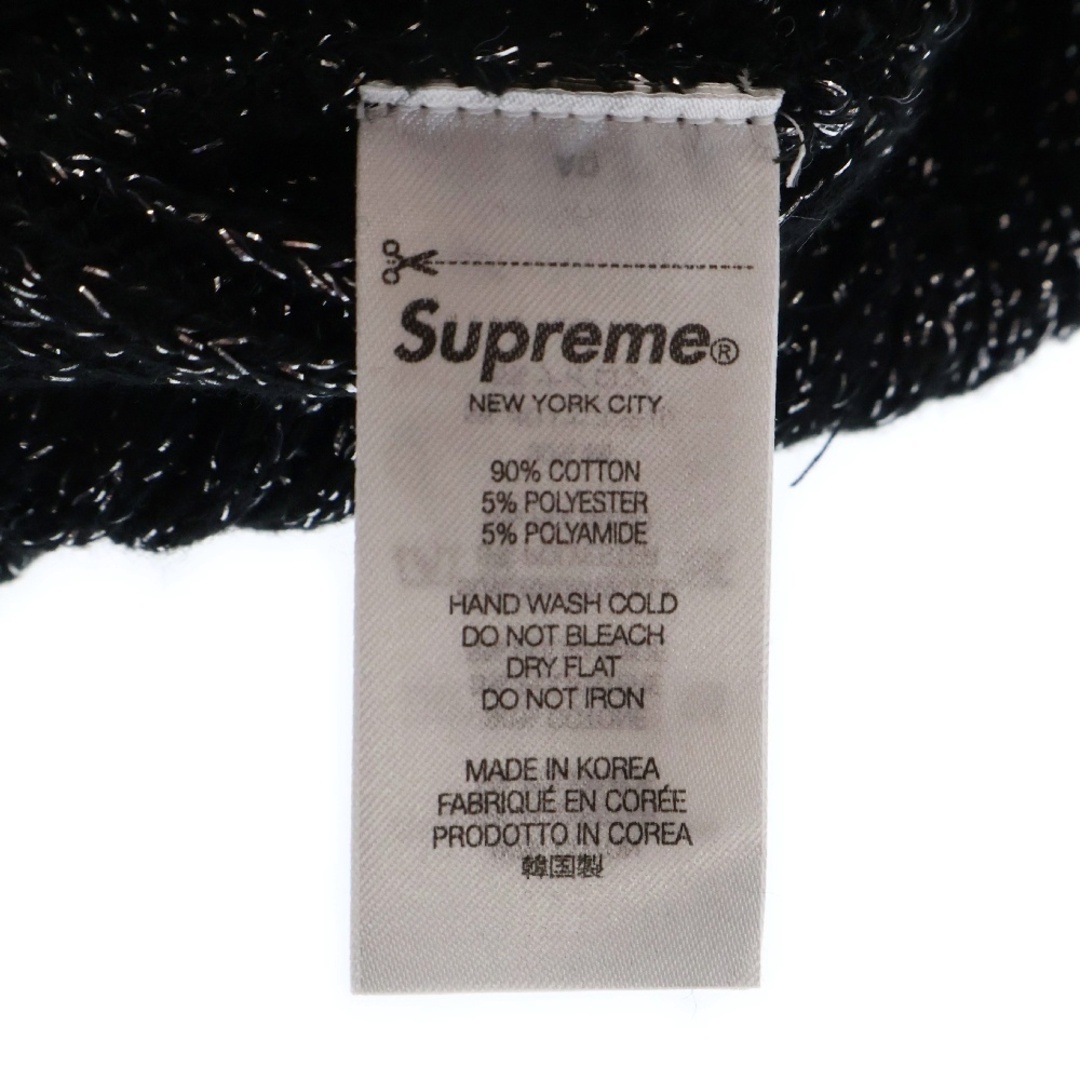 Supreme®
NEW YORK CITY
90% COTTON
5% POLYESTER
5% POLYAMIDE
HAND WASH COLD
DO NOT BLEACH
DRY FLAT
DO NOT IRON
MADE IN KOREA
FABRIQUÉ EN CORÉE
PRODOTTO IN COREA
韓国製